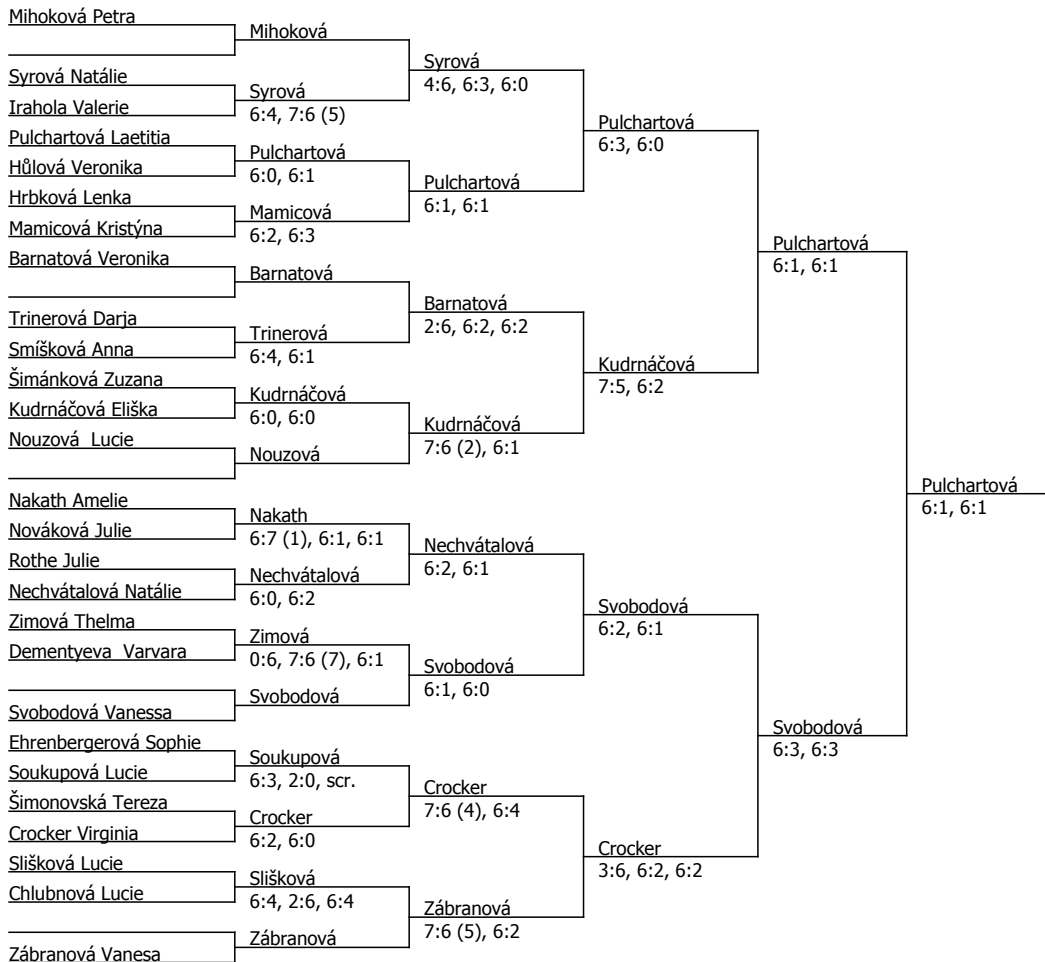 Mihoková Petra
Syrová Natálie
Irahola Valerie
Pulchartová Laetitia
Hůlová Veronika
Hrbková Lenka
Mamicová Kristýna
Barnatová Veronika
Trinerová Darja
Smíšková Anna
Šimánková Zuzana
Kudrnáčová Eliška
Nouzová Lucie
Nakath Amelie
Nováková Julie
Rothe Julie
Nechvátalová Natálie
Zimová Thelma
Dementyeva Varvara
Svobodová Vanessa
Ehrenbergerová Sophie
Soukupová Lucie
Šimonovská Tereza
Crocker Virginia
Slišková Lucie
Chlubnová Lucie
Zábranová Vanesa
Mihoková
Syrová
6:4, 7:6 (5)
Pulchartová
6:0, 6:1
Mamicová
6:2, 6:3
Barnatová
Trinerová
6:4, 6:1
Kudrnáčová
6:0, 6:0
Nouzová
Nakath
6:7 (1), 6:1, 6:1
Nechvátalová
6:0, 6:2
Zimová
0:6, 7:6 (7), 6:1
Svobodová
Soukupová
6:3, 2:0, scr.
Crocker
6:2, 6:0
Slišková
6:4, 2:6, 6:4
Zábranová
Syrová
4:6, 6:3, 6:0
Pulchartová
6:1, 6:1
Barnatová
2:6, 6:2, 6:2
Kudrnáčová
7:6 (2), 6:1
Nechvátalová
6:2, 6:1
Svobodová
6:1, 6:0
Crocker
7:6 (4), 6:4
Zábranová
7:6 (5), 6:2
Pulchartová
6:3, 6:0
Kudrnáčová
7:5, 6:2
Svobodová
6:2, 6:1
Crocker
3:6, 6:2, 6:2
Pulchartová
6:1, 6:1
Svobodová
6:3, 6:3
Pulchartová
6:1, 6:1